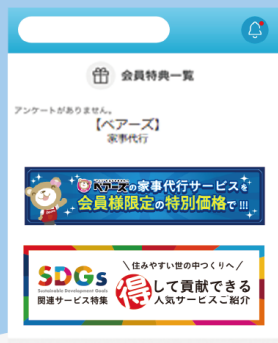 会員特典一覧
アンケートがありません。
【ベアーズ】
家事代行
ベアーズの家事代行サービスを
会員様限定の特別価格で!!!
SDGs
Sustainable Development Goals
関連サービス特集
＼住みやすい世の中つくりへ／
得して貢献できる
人気サービスご紹介